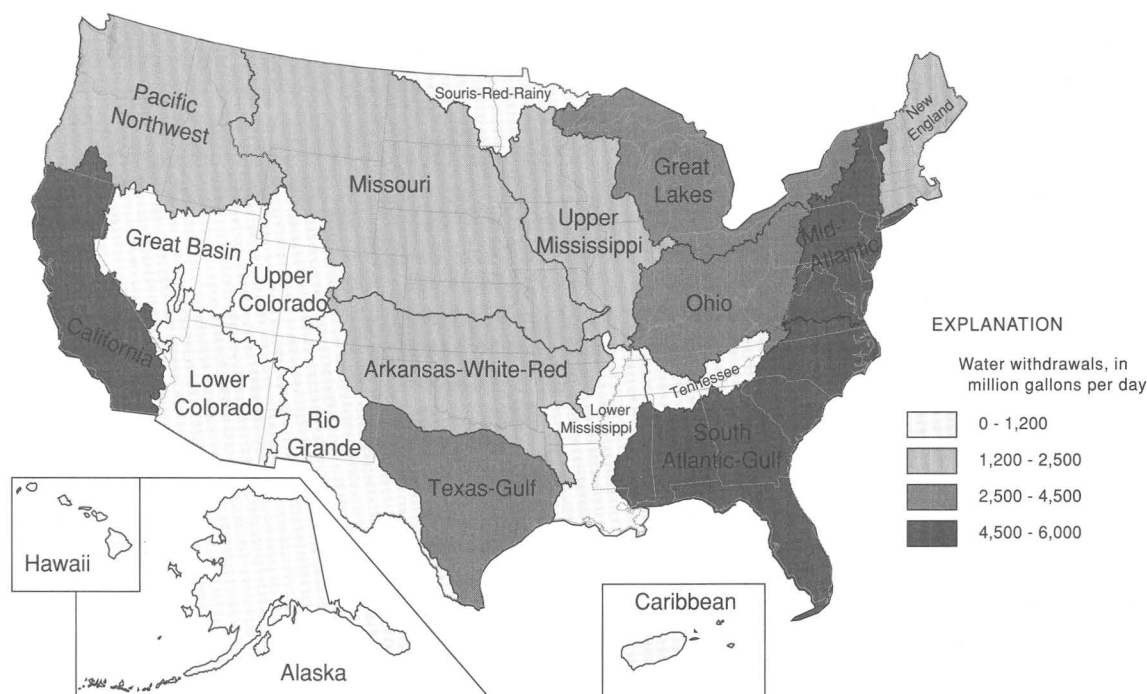 Souris-Red-Rainy
Pacific
Northwest
New
England
Missouri
Great
Lakes
Upper
Mississippi
Great Basin
Mid-
Atlantic
Upper
Colorado
Ohio
California
EXPLANATION
Water withdrawals, in
million gallons per day
Arkansas-White-Red
Tennessee
Lower
Colorado
Lower
Mississippi
Rio
Grande
South
Atlantic-Gulf
Texas-Gulf
0 - 1,200
1,200 - 2,500
2,500 - 4,500
4,500 - 6,000
Hawaii
Alaska
Caribbean